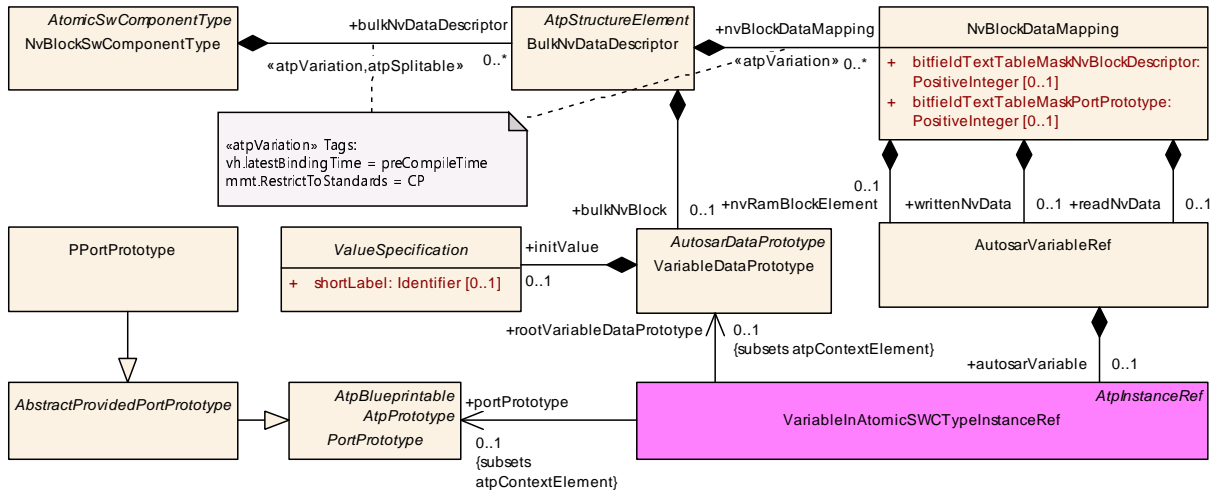 AtomicSwComponentType
NvBlockSwComponentType
+bulkNvDataDescriptor
«atpVariation,atpSplitable»
0..*
AtpStructureElement
BulkNvDataDescriptor
+nvBlockDataMapping
«atpVariation»
0..*
NvBlockDataMapping
+ bitfieldTextTableMaskNvBlockDescriptor:
PositiveInteger [0..1]
+ bitfieldTextTableMaskPortPrototype:
PositiveInteger [0..1]
«atpVariation» Tags:
vh.latestBindingTime = preCompileTime
mmt.RestrictToStandards = CP
+bulkNvBlock
0..1
0..1
+nvRamBlockElement
+writtenNvData
0..1
+readNvData
0..1
PPortPrototype
ValueSpecification
+ shortLabel: Identifier [0..1]
+initValue
0..1
AutosarDataPrototype
VariableDataPrototype
AutosarVariableRef
+rootVariableDataPrototype
0..1
{subsets atpContextElement}
+autosarVariable
0..1
AbstractProvidedPortPrototype
AtpBlueprintable
AtpPrototype
PortPrototype
+portPrototype
0..1
{subsets
atpContextElement}
AtpInstanceRef
VariableInAtomicSWCTypeInstanceRef